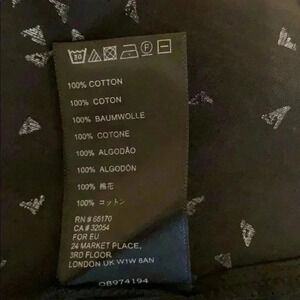 30
100% COTTON
100% COTON
100% BAUMWOLLE
100% COTONE
100% ALGODÃO
100% ALGODÓN
100% 棉花
100% コットン
RN # 66170
CA # 32054
FOR EU
24 MARKET PLACE,
3RD FLOOR,
LONDON UK W1W 8AN
OB974194